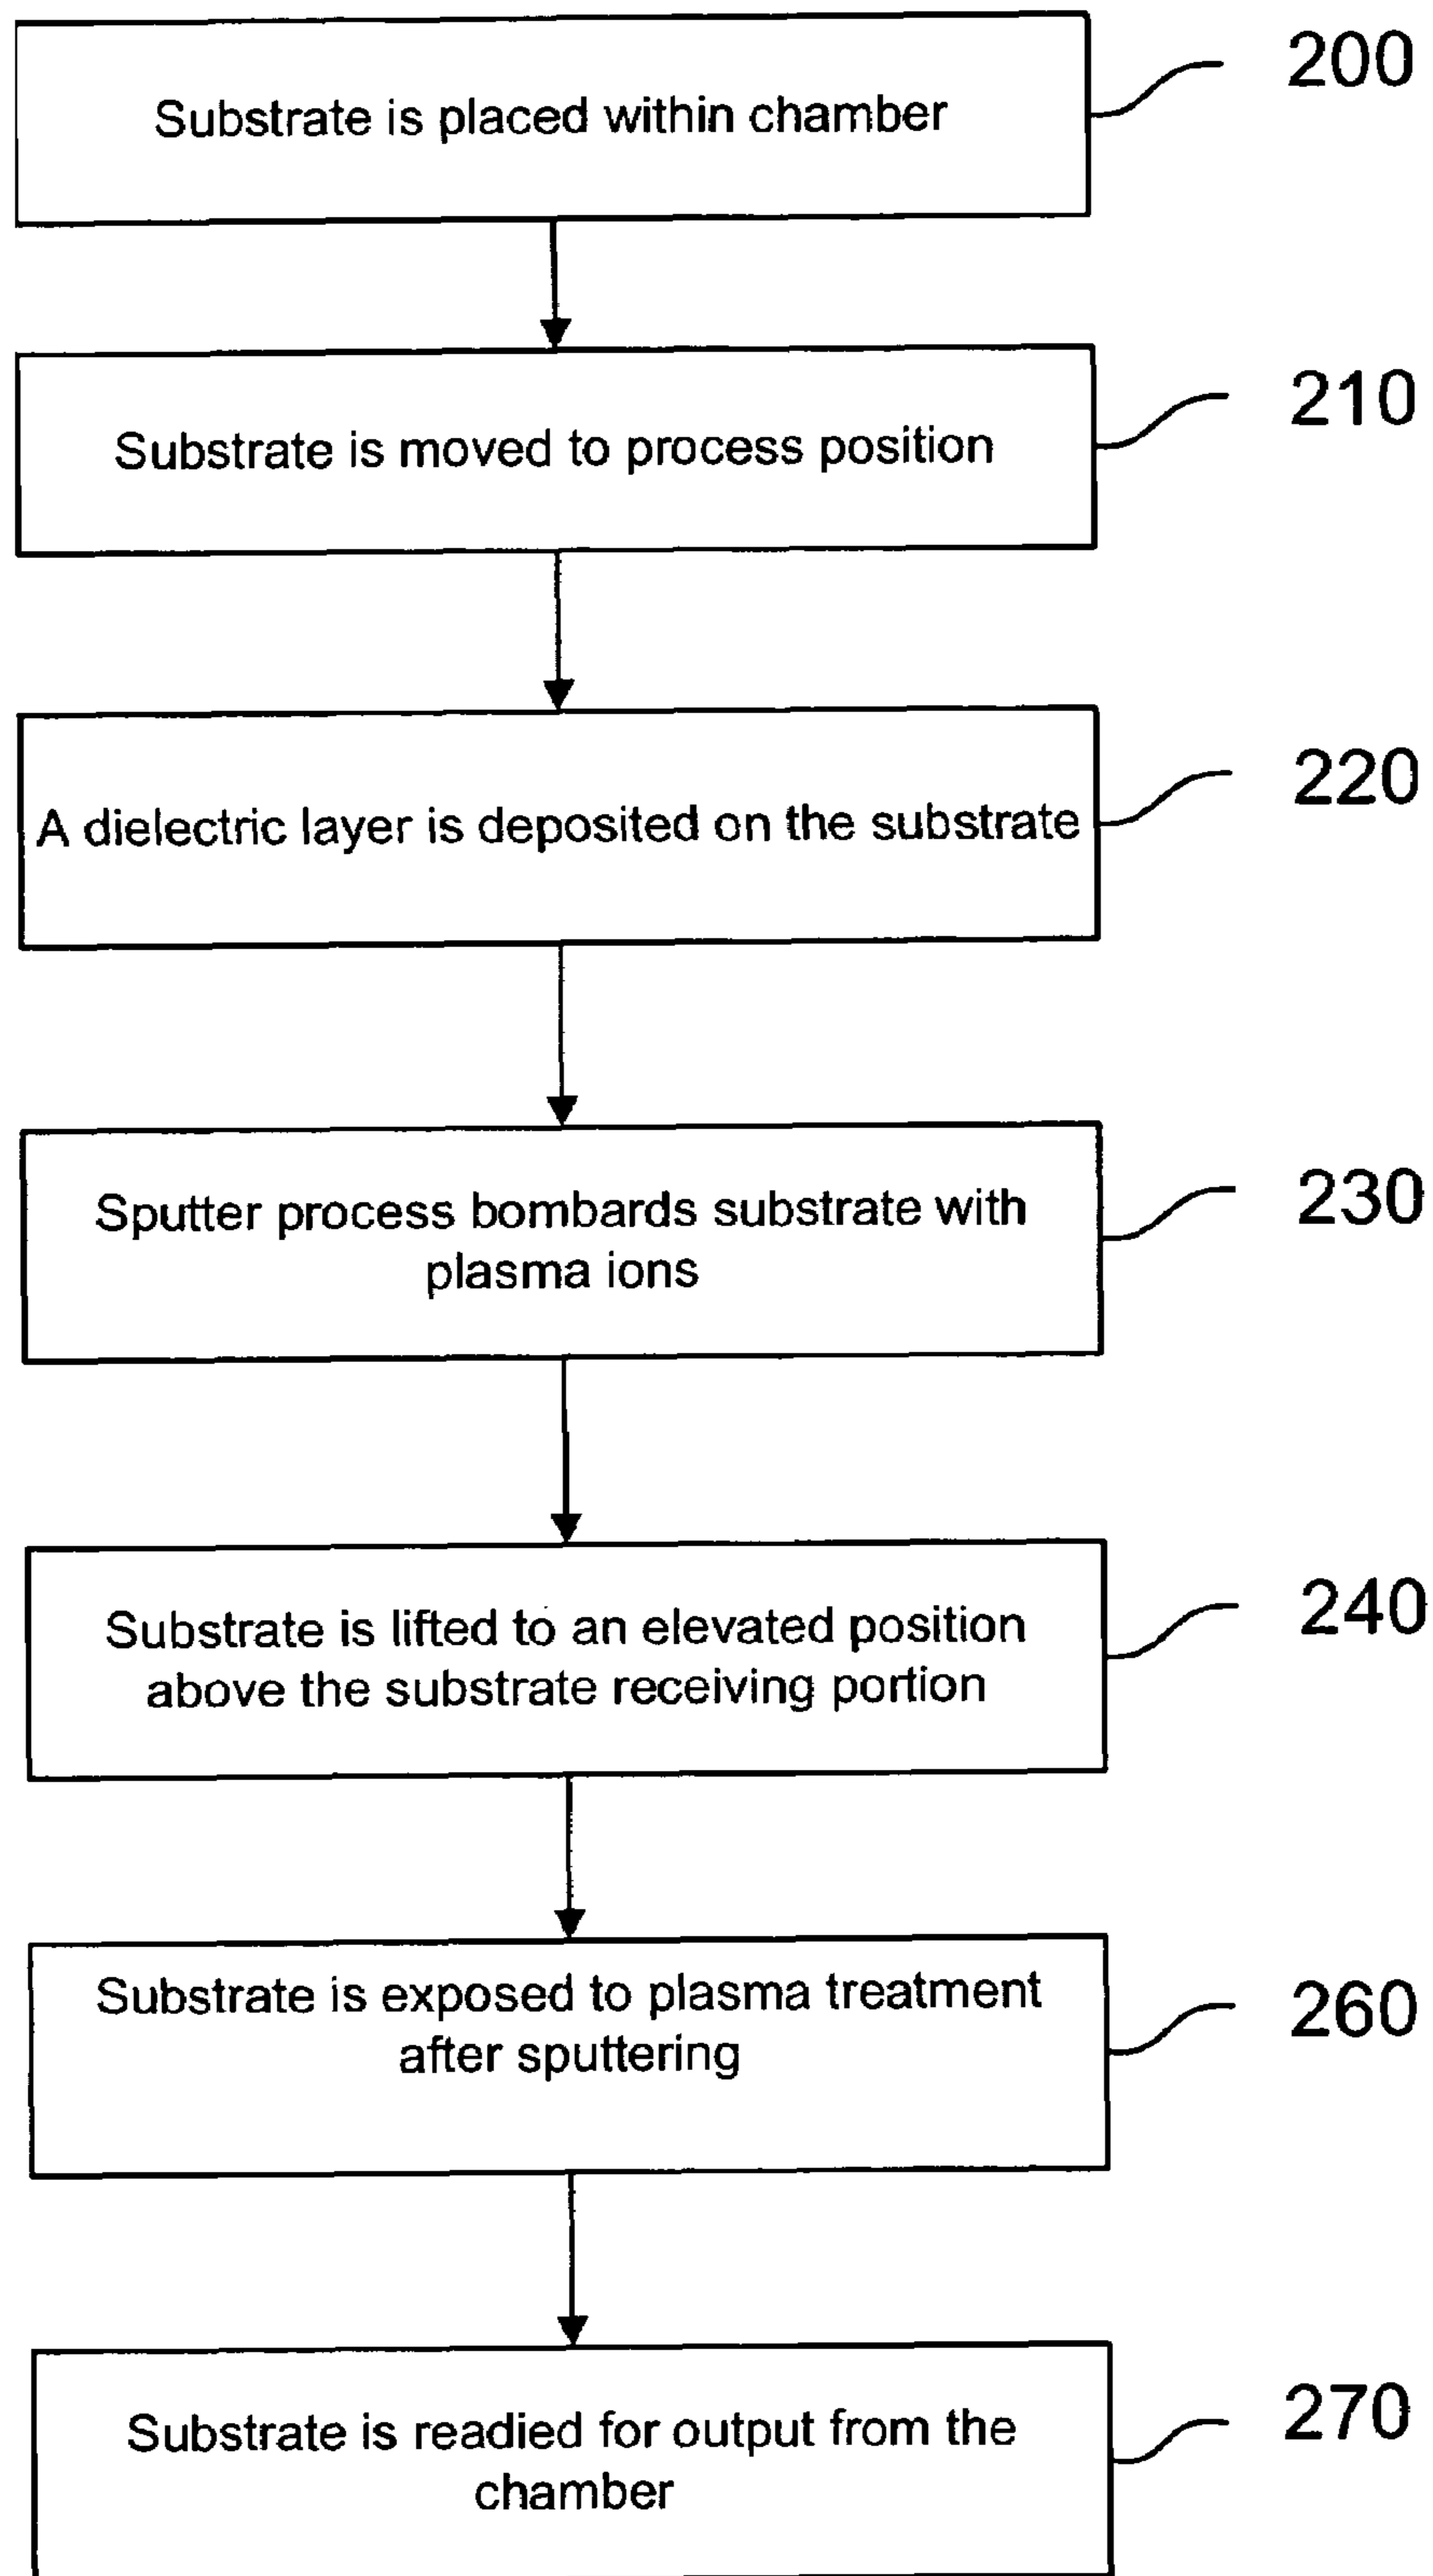 Substrate is placed within chamber
200
Substrate is moved to process position
210
A dielectric layer is deposited on the substrate
220
Sputter process bombards substrate with
plasma ions
230
Substrate is lifted to an elevated position
above the substrate receiving portion
240
Substrate is exposed to plasma treatment
after sputtering
260
Substrate is readied for output from the
chamber
270